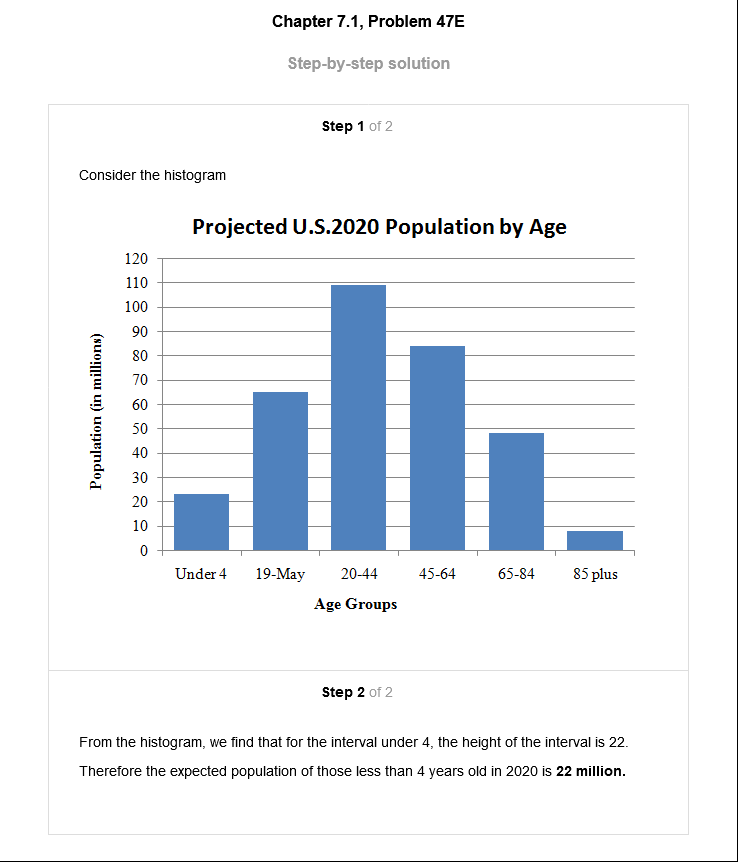 Chapter 7.1, Problem 47E
Step-by-step solution
Step 1 of 2
Consider the histogram
Projected U.S.2020 Population by Age
120
110
100
90
80
70
60
50
40
30
20
10
0
Population (in millions)
Under 4 19-May 20-44 45-64 65-84 85 plus
Age Groups
Step 2 of 2
From the histogram, we find that for the interval under 4, the height of the interval is 22.
Therefore the expected population of those less than 4 years old in 2020 is 22 million.